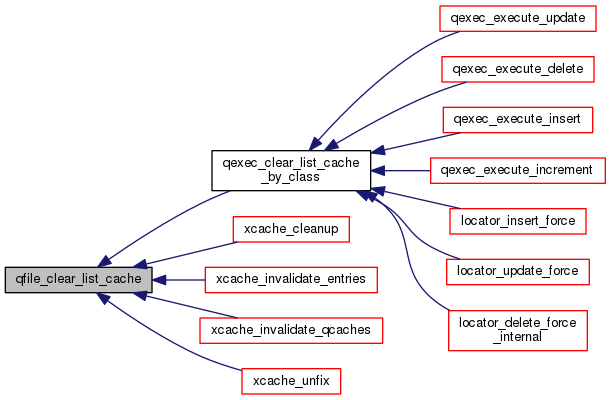 qexec_execute_update
qexec_execute_delete
qexec_execute_insert
qexec_clear_list_cache
_by_class
qexec_execute_increment
locator_insert_force
xcache_cleanup
locator_update_force
qfile_clear_list_cache
xcache_invalidate_entries
xcache_invalidate_qcaches
locator_delete_force
_internal
xcache_unfix